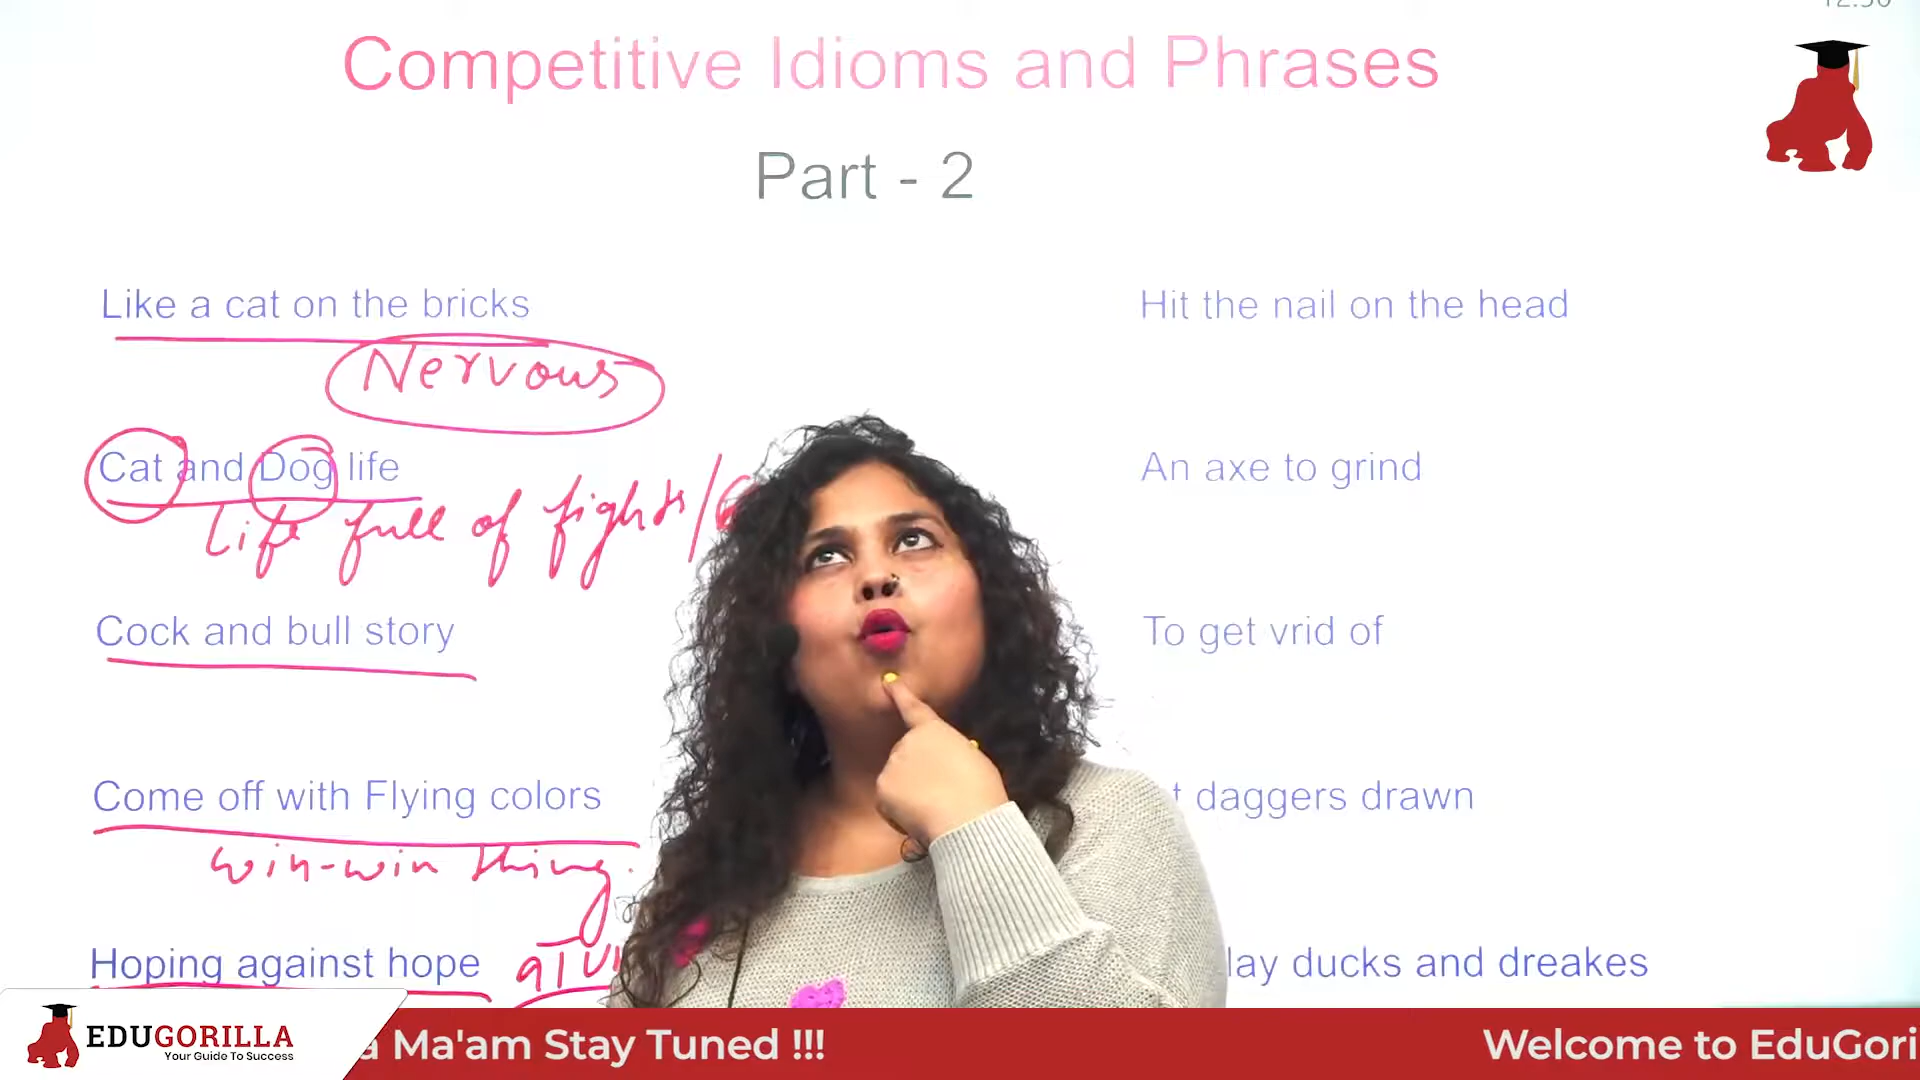 Competitive Idioms and Phrases
Part - 2
Like a cat on the bricks
Nervous
Cat and Dog life
Life full of fights/
Cock and bull story
Come off with Flying colors
win-win thing.
Hoping against hope
Hit the nail on the head
An axe to grind
To get vrid of
daggers drawn
lay ducks and dreakes
EDUGORILLA
Your Guide To Success
a Ma'am Stay Tuned !!!
Welcome to EduGori